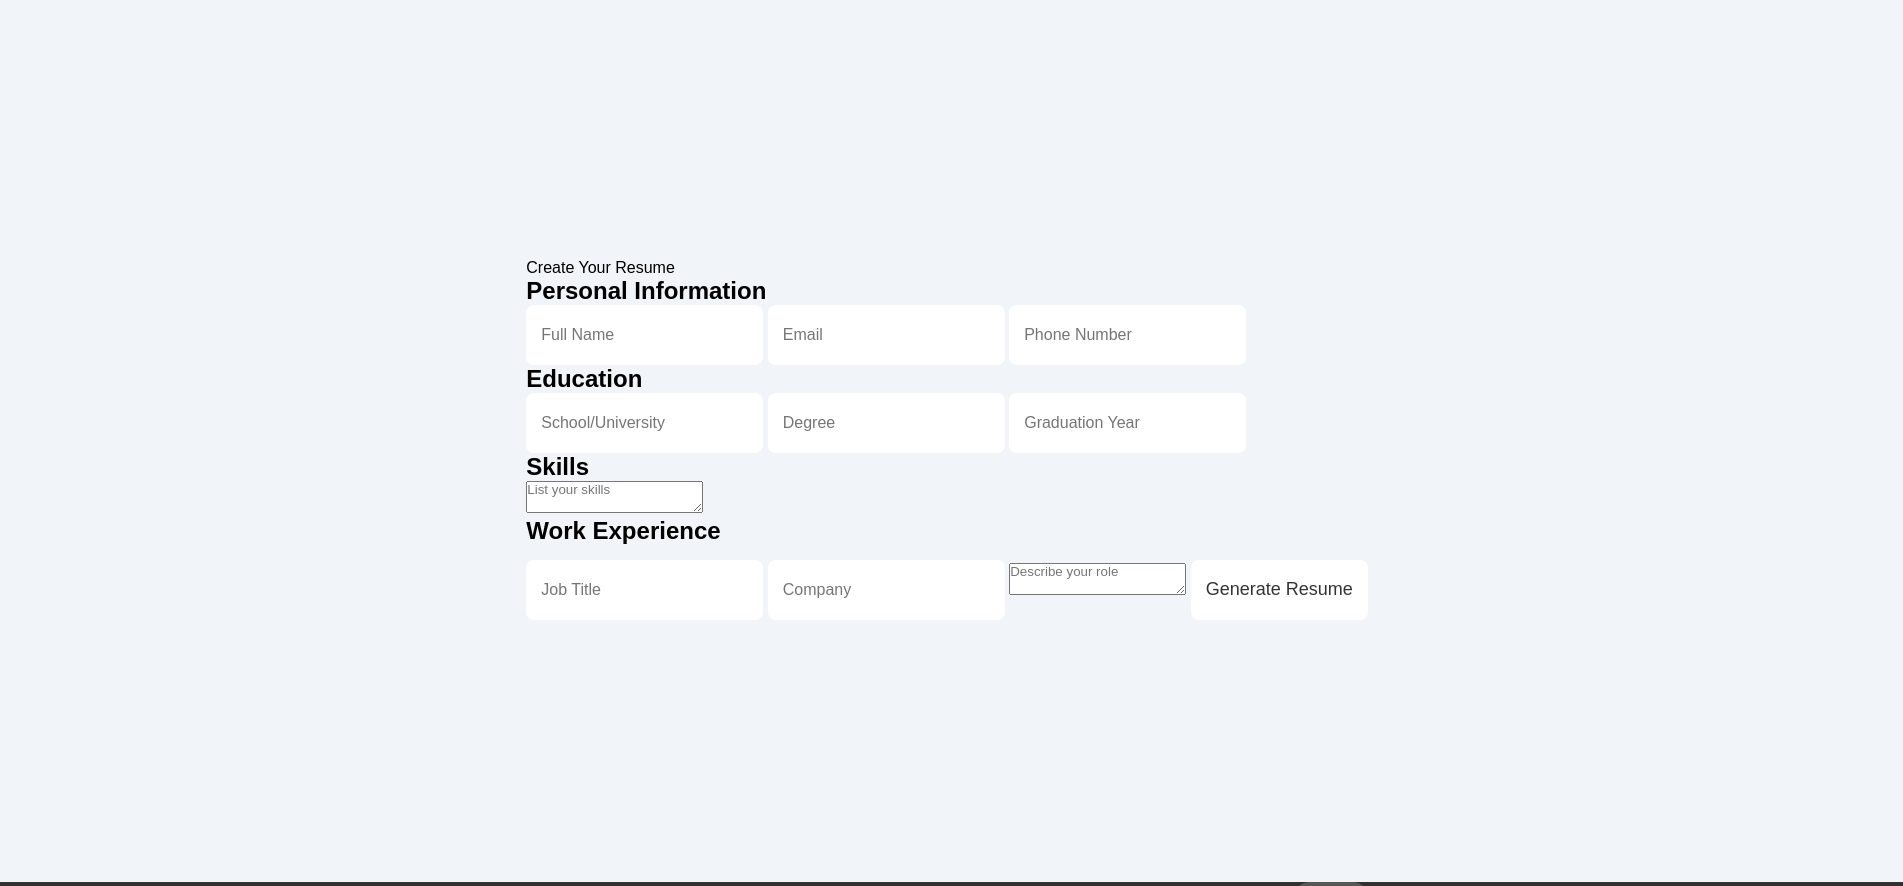 Create Your Resume
Personal Information
Full Name Email Phone Number
Education
School/University Degree Graduation Year
Skills
List your skills
Work Experience
Job Title Company Describe your role Generate Resume